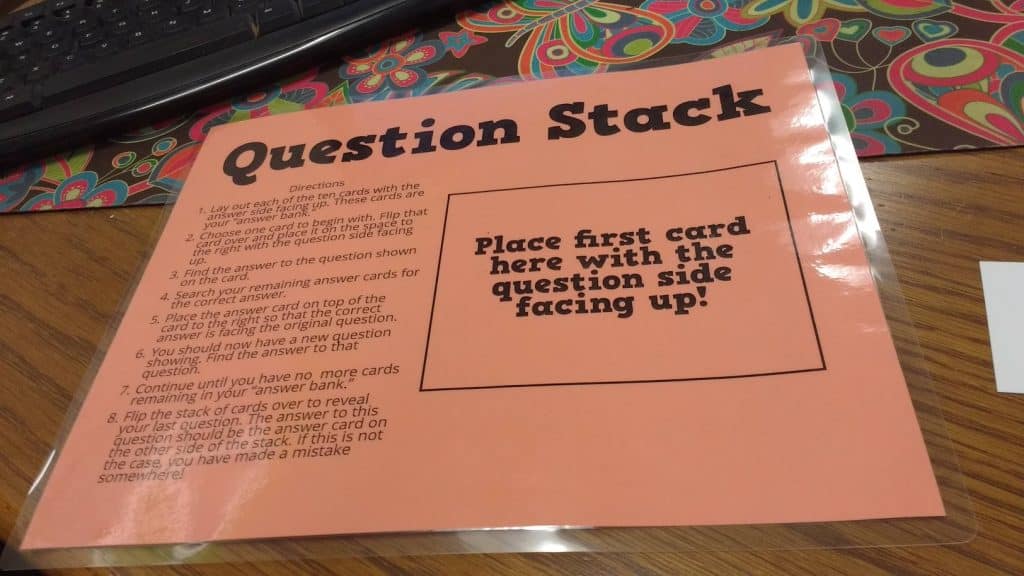 Question Stack
Directions
1. Lay out each of the ten cards with the
answer side facing up. These cards are
your "answer bank."
2. Choose one card to begin with. Flip that
card over and place it on the space to
the right with the question side facing
up.
3. Find the answer to the question shown
on the card.
4. Search your remaining answer cards for
the correct answer.
5. Place the answer card on top of the
card to the right so that the correct
answer is facing the original question.
6. You should now have a new question
showing. Find the answer to that
question.
7. Continue until you have no more cards
remaining in your "answer bank."
8. Flip the stack of cards over to reveal
your last question. The answer to this
question should be the answer card on
the other side of the stack. If this is not
the case, you have made a mistake
somewhere!
Place first card
here with the
question side
facing up!